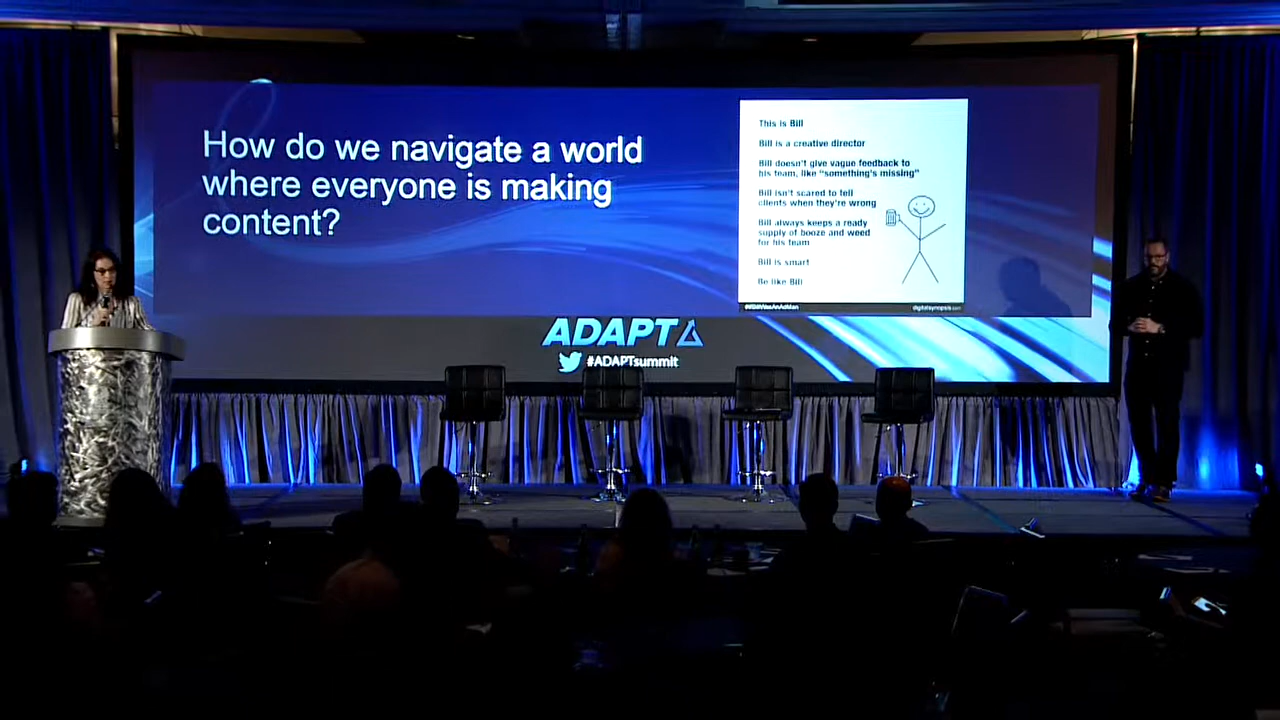 How do we navigate a world
where everyone is making
content?
This is Bill
Bill is a creative director
Bill doesn't give vague feedback to
his team, like "something's missing"
Bill isn't scared to tell
clients when they're wrong
Bill always keeps a ready
supply of booze and weed
for his team
Bill is smart
Be like Bill
#IfBillWasAnAdMan
digitalsynopsis.com
ADAPT
#ADAPTsummit